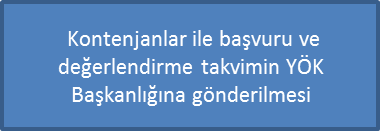 Kontenjanlar ile başvuru ve
değerlendirme takvimin YÖK
Başkanlığına gönderilmesi